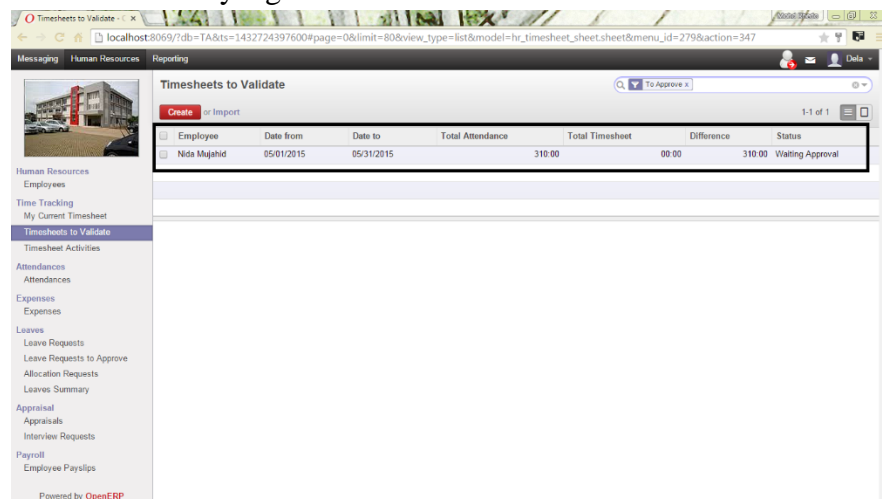 Timesheets to Validate - O ×
localhost:8069/?db=TA&ts=1432724397600#page=0&limit=80&view_type=list&model=hr_timesheet_sheet.sheet&menu_id=279&action=347
Messaging Human Resources Reporting Dela
Timesheets to Validate
To Approve x
Create or Import 1-1 of 1
Employee Date from Date to Total Attendance Total Timesheet Difference Status
Nida Mujahid 05/01/2015 05/31/2015 310:00 00:00 310:00 Waiting Approval
Human Resources
Employees
Time Tracking
My Current Timesheet
Timesheets to Validate
Timesheet Activities
Attendances
Attendances
Expenses
Expenses
Leaves
Leave Requests
Leave Requests to Approve
Allocation Requests
Leaves Summary
Appraisal
Appraisals
Interview Requests
Payroll
Employee Payslips
Powered by OpenERP